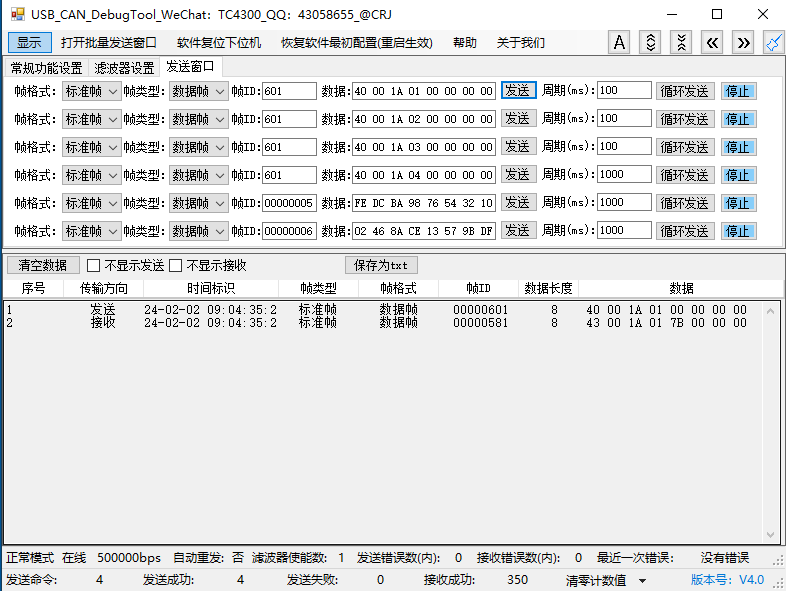 USB_CAN_DebugTool_WeChat：TC4300_QQ：43058655_@CRJ
显示 打开批量发送窗口 软件复位下位机 恢复软件最初配置(重启生效) 帮助 关于我们 A
常规功能设置 滤波器设置 发送窗口
帧格式: 标准帧 帧类型: 数据帧 帧ID: 601 数据: 40 00 1A 01 00 00 00 00 发送 周期(ms): 100 循环发送 停止
帧格式: 标准帧 帧类型: 数据帧 帧ID: 601 数据: 40 00 1A 02 00 00 00 00 发送 周期(ms): 100 循环发送 停止
帧格式: 标准帧 帧类型: 数据帧 帧ID: 601 数据: 40 00 1A 03 00 00 00 00 发送 周期(ms): 100 循环发送 停止
帧格式: 标准帧 帧类型: 数据帧 帧ID: 601 数据: 40 00 1A 04 00 00 00 00 发送 周期(ms): 1000 循环发送 停止
帧格式: 标准帧 帧类型: 数据帧 帧ID: 00000005 数据: FE DC BA 98 76 54 32 10 发送 周期(ms): 1000 循环发送 停止
帧格式: 标准帧 帧类型: 数据帧 帧ID: 00000006 数据: 02 46 8A CE 13 57 9B DF 发送 周期(ms): 1000 循环发送 停止
清空数据 不显示发送 不显示接收 保存为txt
序号 传输方向 时间标识 帧类型 帧格式 帧ID 数据长度 数据
1 发送 24-02-02 09:04:35:2 标准帧 数据帧 00000601 8 40 00 1A 01 00 00 00 00
2 接收 24-02-02 09:04:35:2 标准帧 数据帧 00000581 8 43 00 1A 01 7B 00 00 00
正常模式 在线 500000bps 自动重发: 否 滤波器使能数: 1 发送错误数(内): 0 接收错误数(内): 0 最近一次错误: 没有错误
发送命令: 4 发送成功: 4 发送失败: 0 接收成功: 350 清零计数值 版本号: V4.0